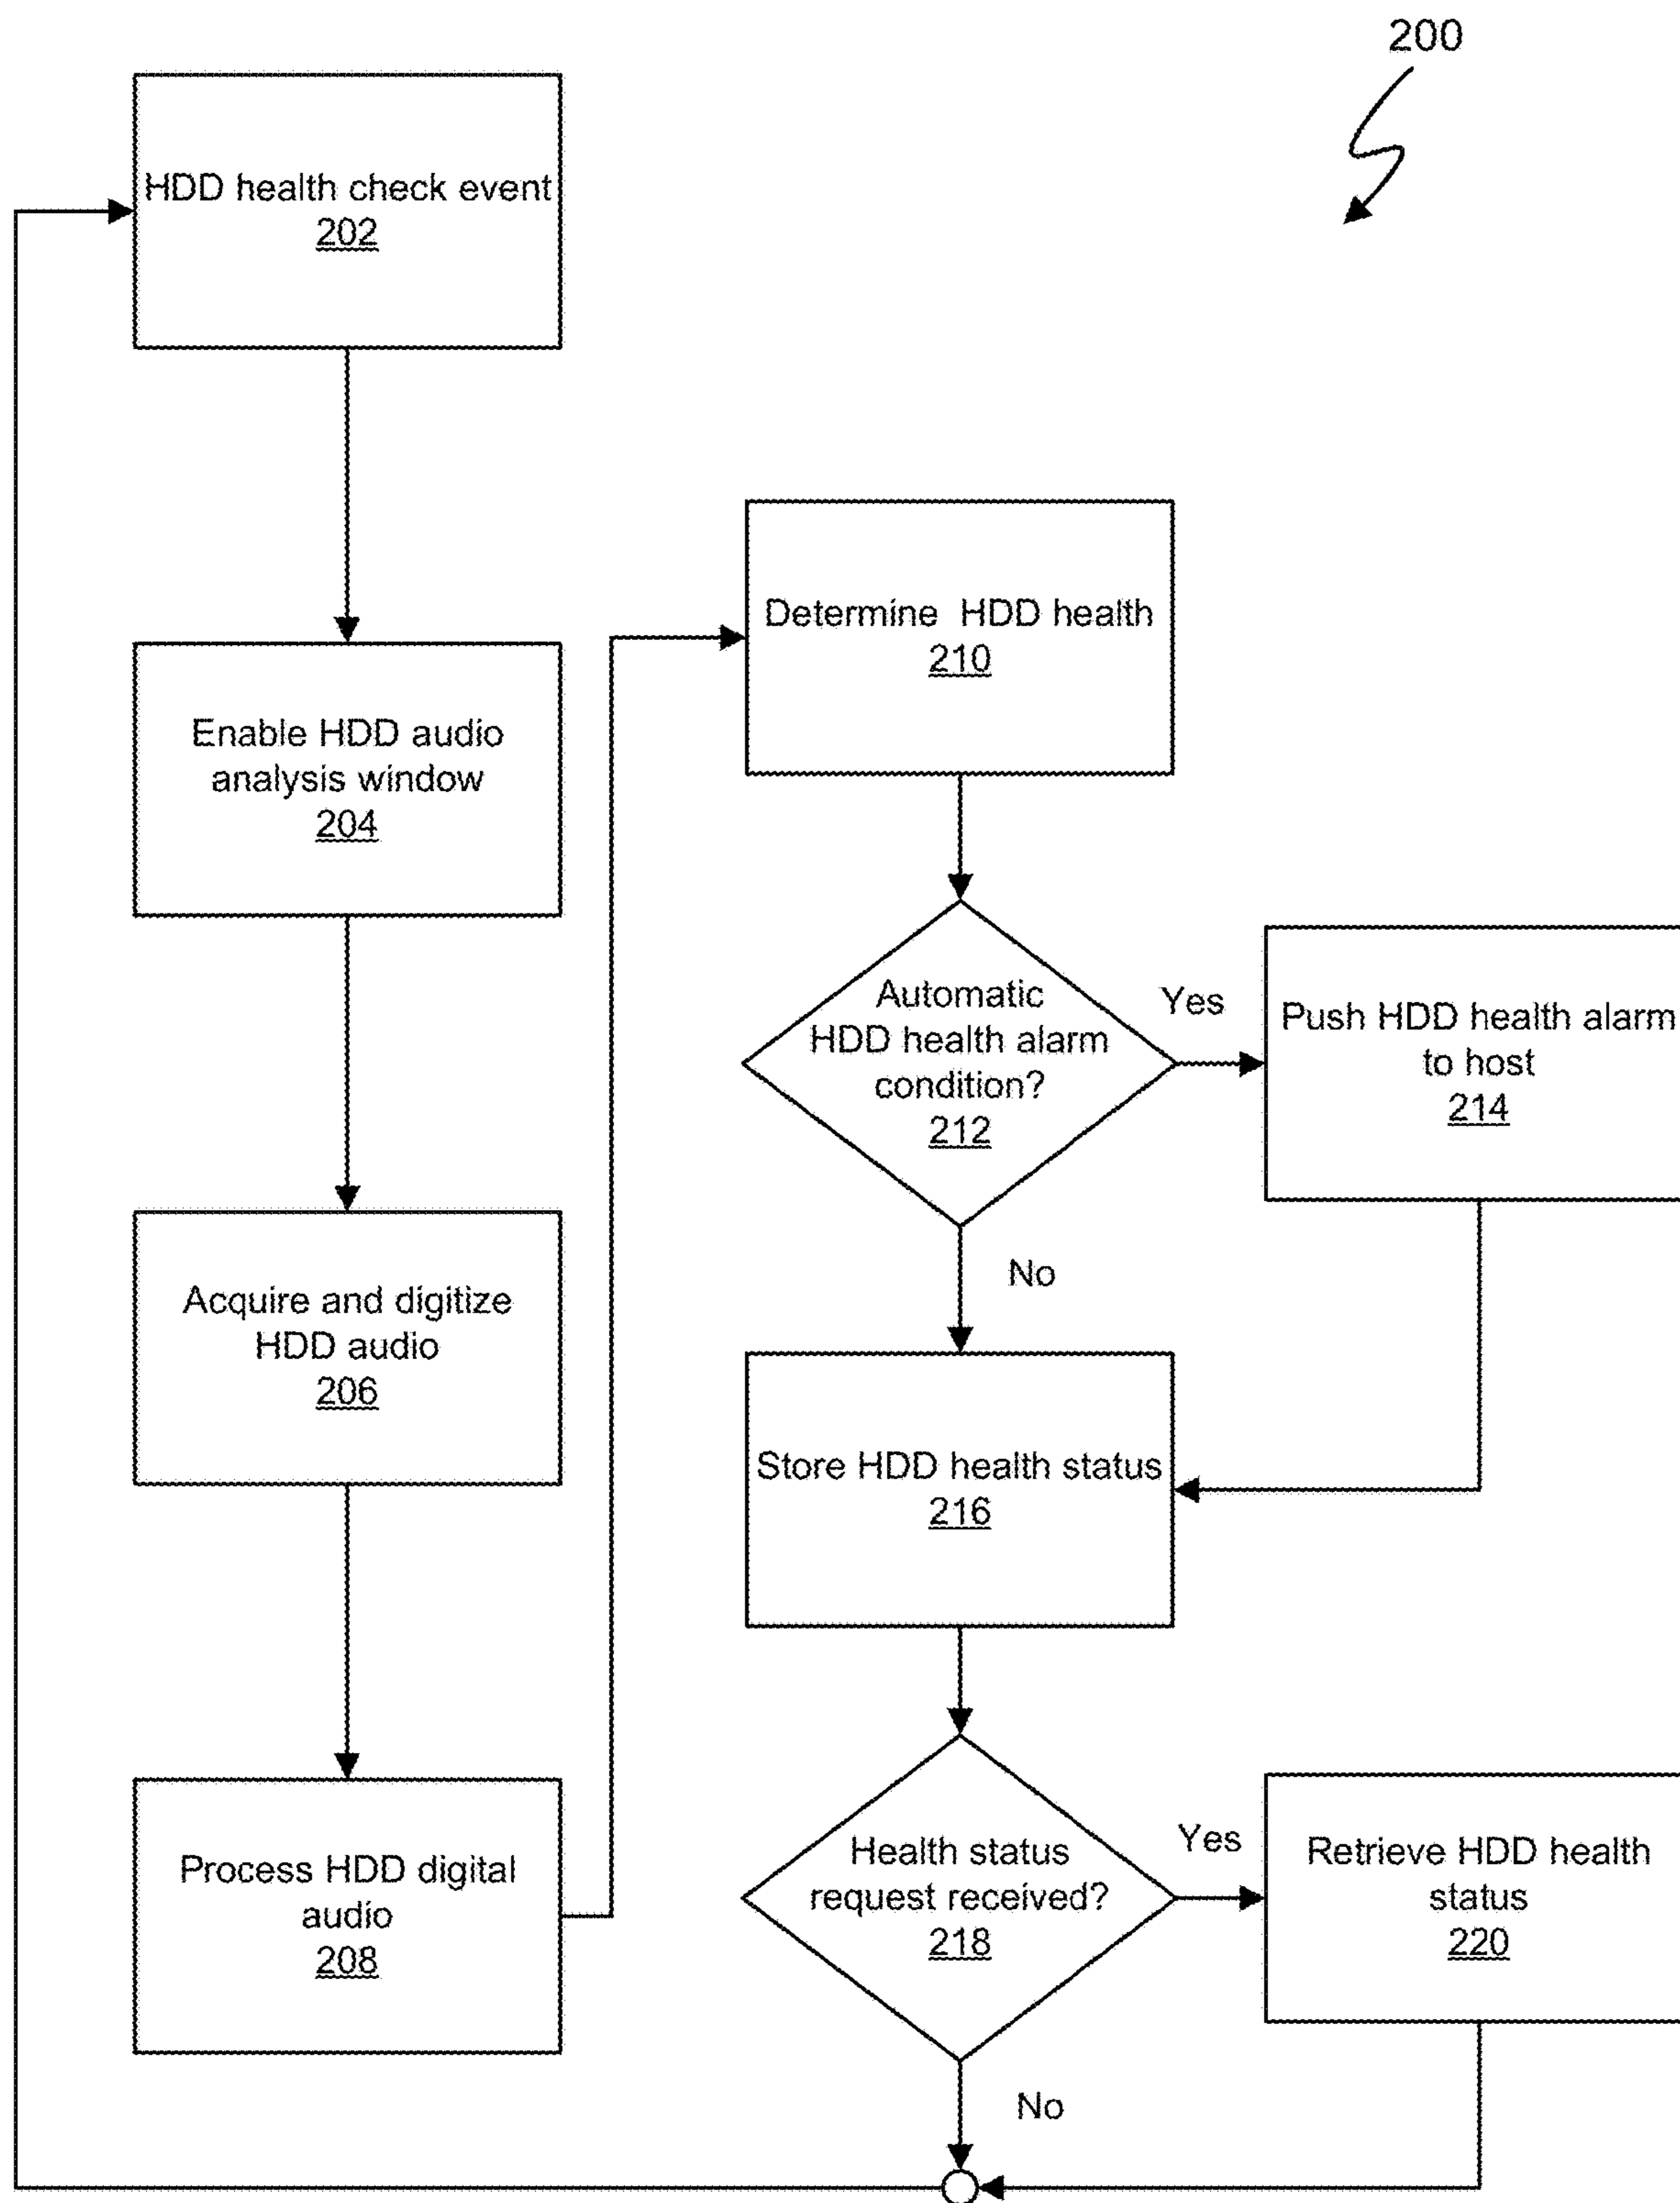 200
HDD health check event
202
Enable HDD audio
analysis window
204
Acquire and digitize
HDD audio
206
Process HDD digital
audio
208
Determine HDD health
210
Automatic
HDD health alarm
condition?
212
Yes
No
Push HDD health alarm
to host
214
Store HDD health status
216
Health status
request received?
218
Yes
No
Retrieve HDD health
status
220